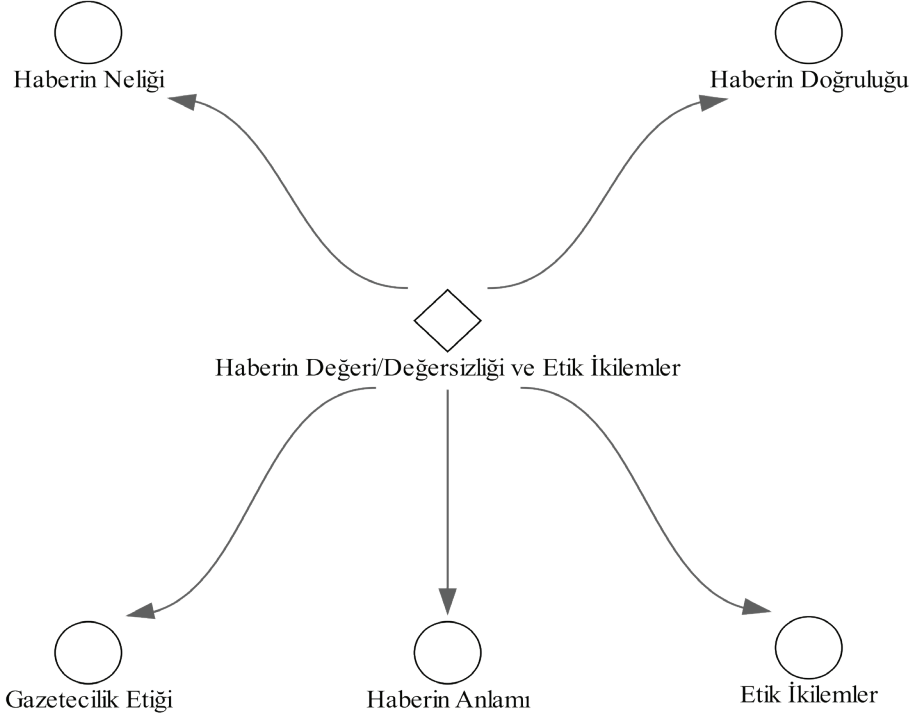 Haberin Neliği
Haberin Doğruluğu
Haberin Değeri/Değersizliği ve Etik İkilemler
Gazetecilik Etiği
Haberin Anlamı
Etik İkilemler